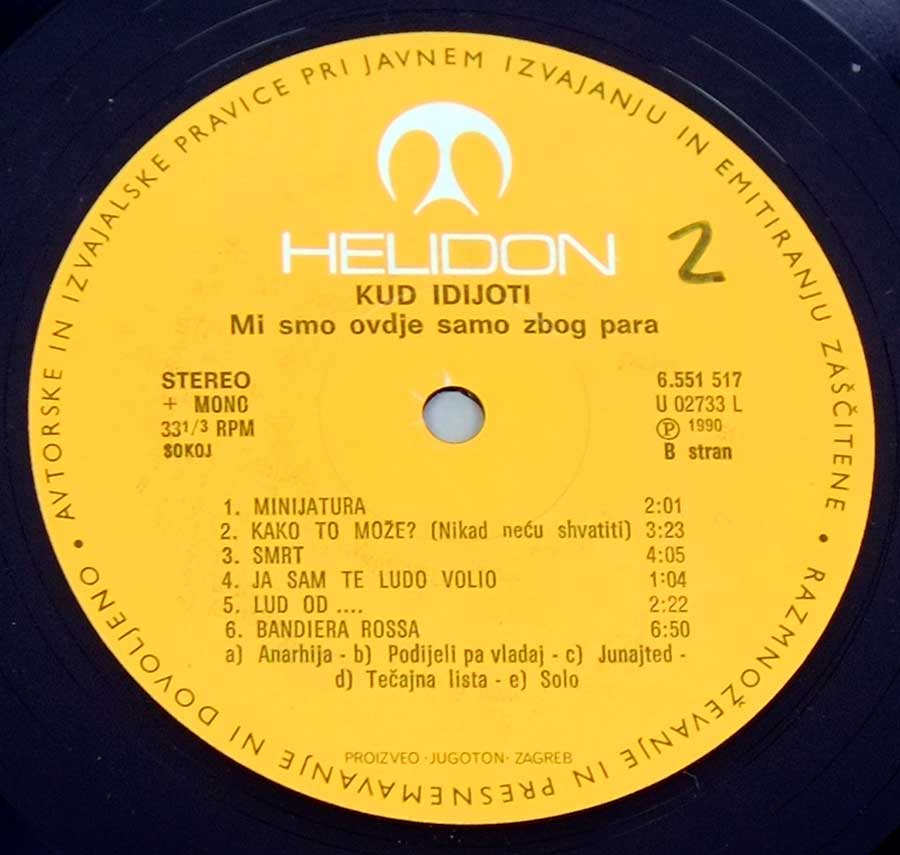 AVTORSKE IN IZVAJALSKE PRAVICE PRI JAVNEM IZVAJANJU IN EMITIRANJU ZAŠČITENE • RAZMNOŽEVANJE IN PRESNEMAVANJE NI DOVOLJENO •
HELIDON
2
KUD IDIJOTI
Mi smo ovdje samo zbog para
STEREO
+ MONO
33 1/3 RPM
SOKOJ
6.551 517
U 02733 L
Ⓟ 1990
B stran
1. MINIJATURA 2:01
2. KAKO TO MOŽE? (Nikad neću shvatiti) 3:23
3. SMRT 4:05
4. JA SAM TE LUDO VOLIO 1:04
5. LUD OD .... 2:22
6. BANDIERA ROSSA 6:50
a) Anarhija - b) Podijeli pa vladaj - c) Junajted -
d) Tečajna lista - e) Solo
PROIZVEO · JUGOTON · ZAGREB